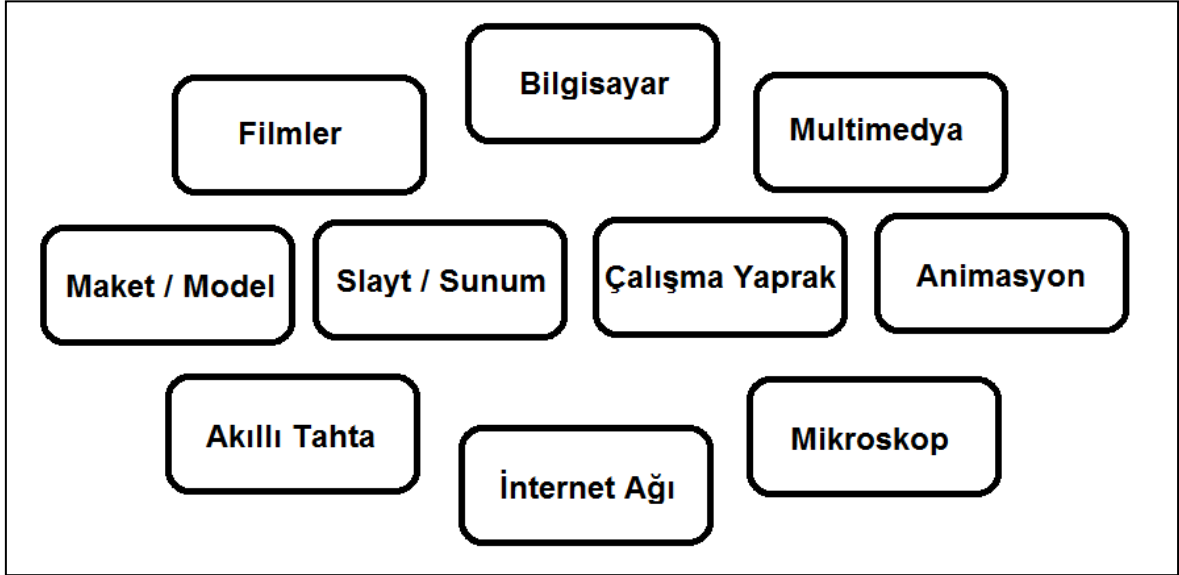 Bilgisayar
Filmler
Multimedya
Maket / Model
Slayt / Sunum
Çalışma Yaprak
Animasyon
Akıllı Tahta
Mikroskop
İnternet Ağı